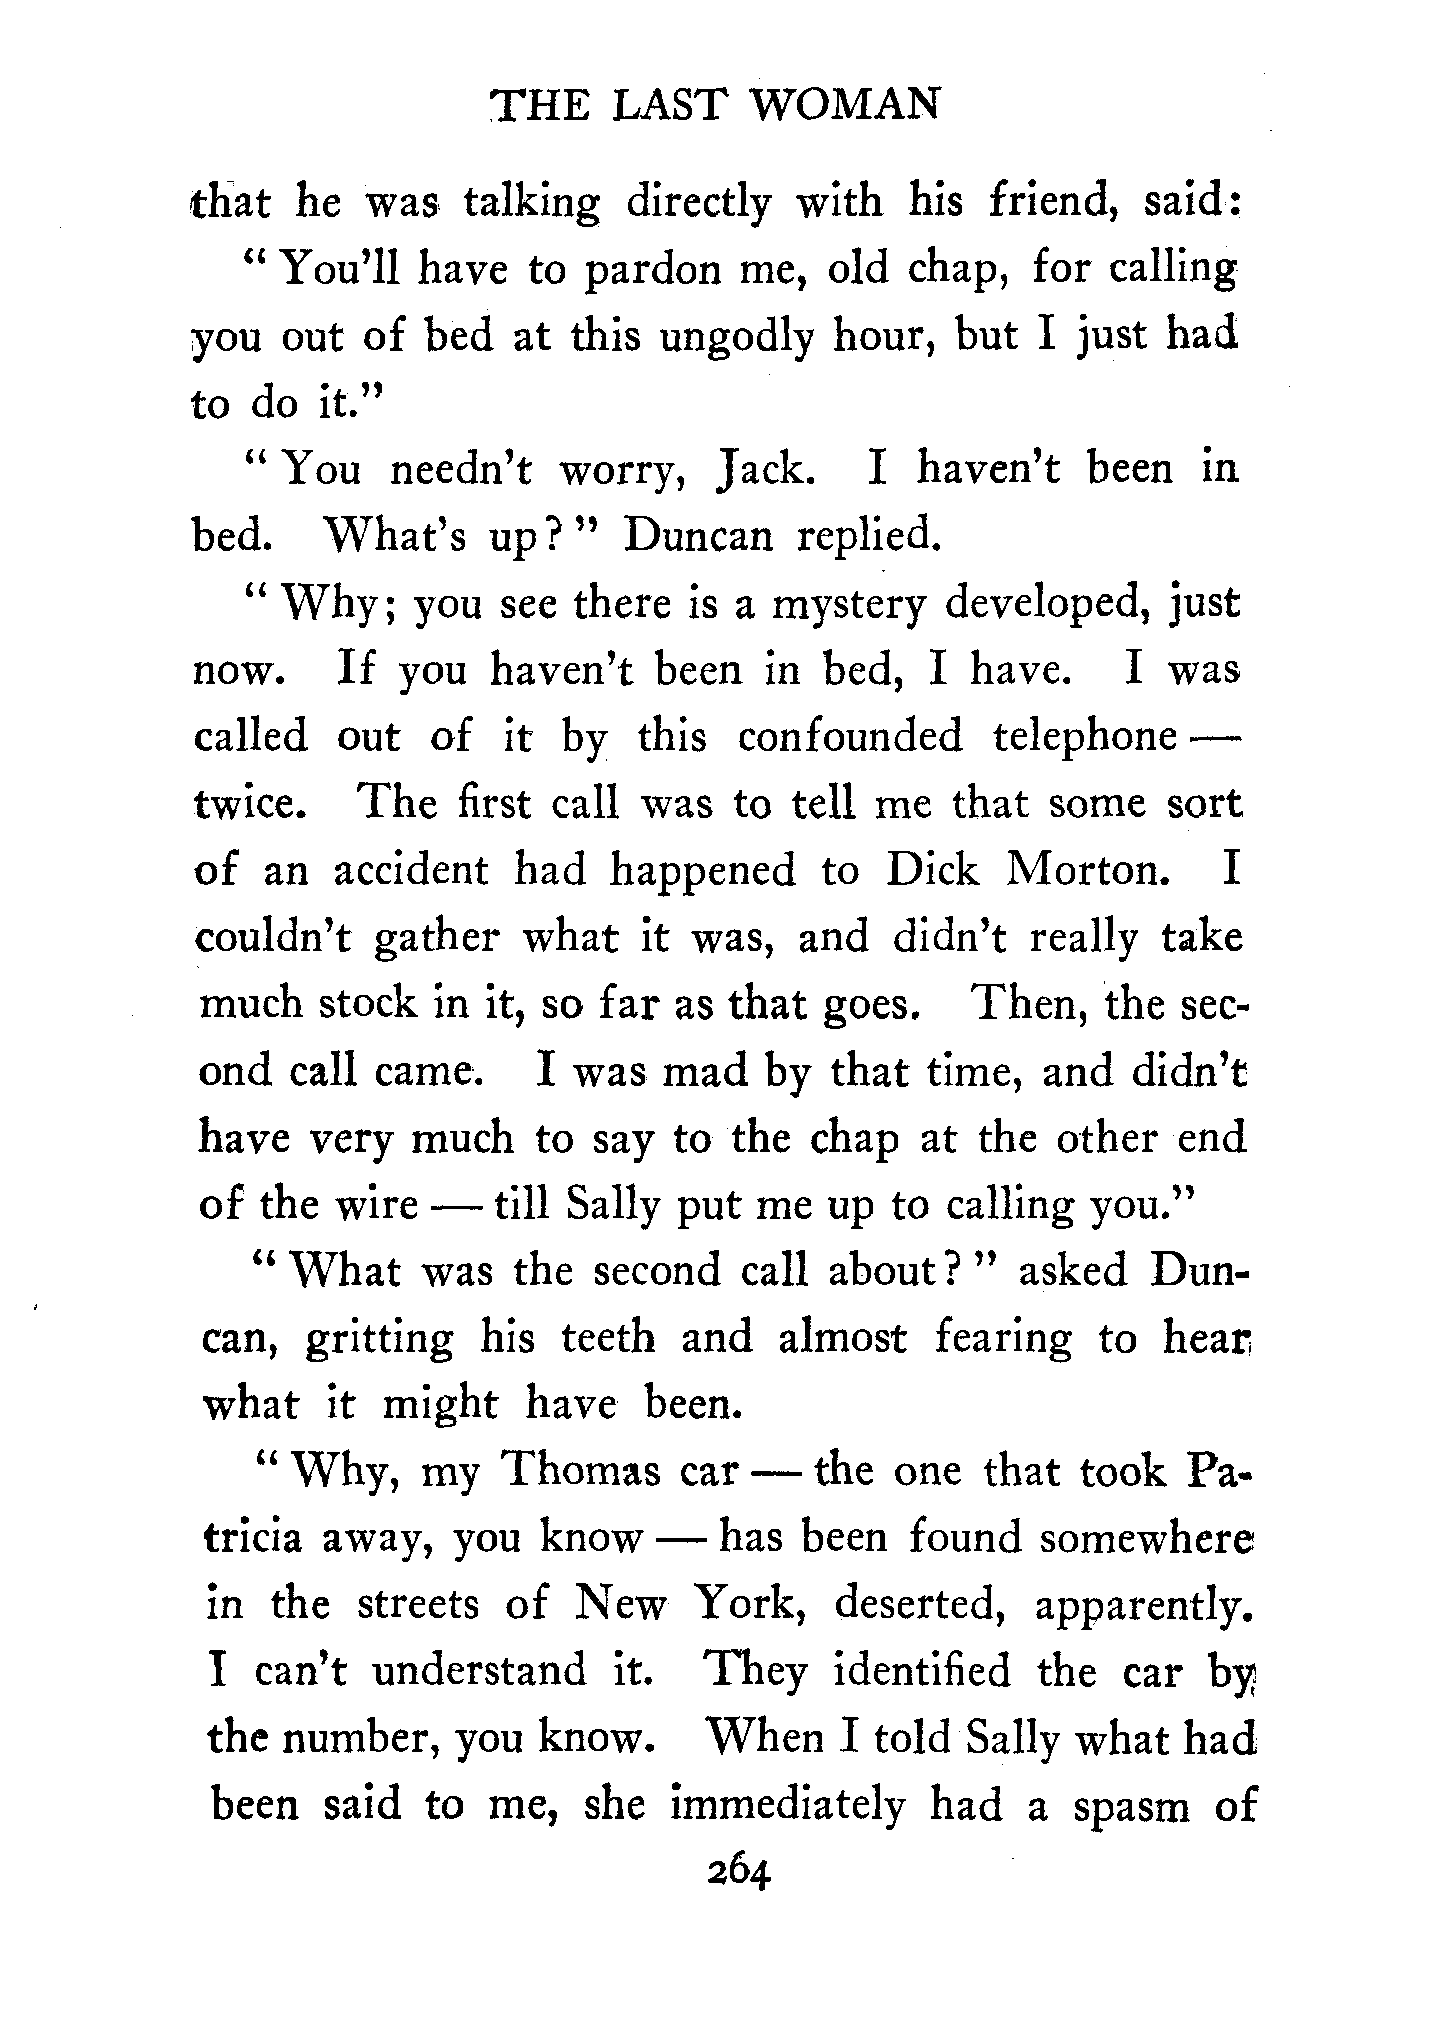 THE LAST WOMAN
that he was talking directly with his friend, said:
" You'll have to pardon me, old chap, for calling
you out of bed at this ungodly hour, but I just had
to do it."
" You needn't worry, Jack. I haven't been in
bed. What's up? " Duncan replied.
" Why; you see there is a mystery developed, just
now. If you haven't been in bed, I have. I was
called out of it by this confounded telephone —
twice. The first call was to tell me that some sort
of an accident had happened to Dick Morton. I
couldn't gather what it was, and didn't really take
much stock in it, so far as that goes. Then, the sec-
ond call came. I was mad by that time, and didn't
have very much to say to the chap at the other end
of the wire — till Sally put me up to calling you."
" What was the second call about? " asked Dun-
can, gritting his teeth and almost fearing to hear
what it might have been.
" Why, my Thomas car — the one that took Pa-
tricia away, you know — has been found somewhere
in the streets of New York, deserted, apparently.
I can't understand it. They identified the car by
the number, you know. When I told Sally what had
been said to me, she immediately had a spasm of
264